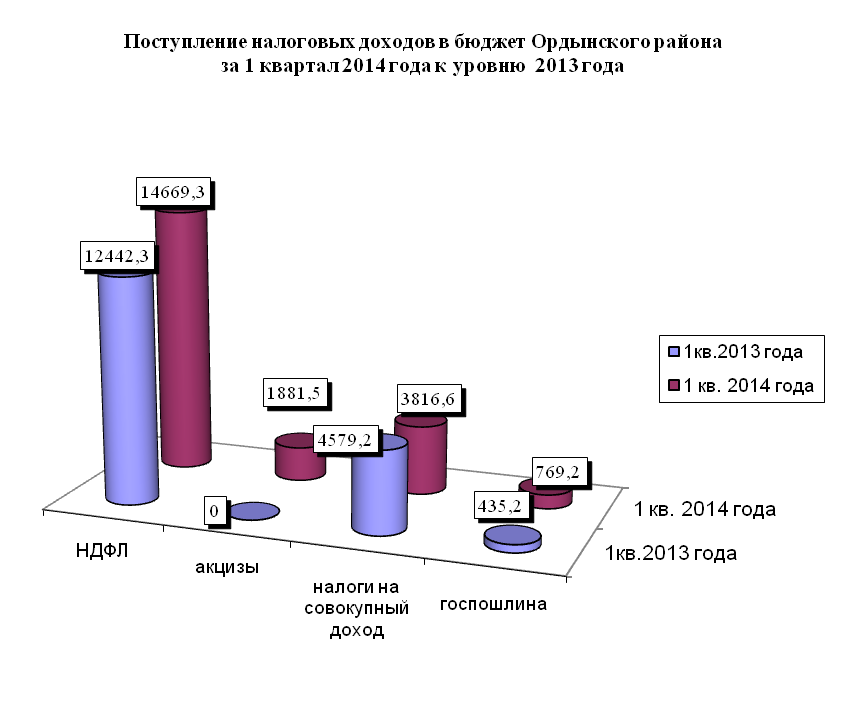 Поступление налоговых доходов в бюджет Ордынского района
за 1 квартал 2014 года к уровню 2013 года
14669,3
12442,3
1881,5
3816,6
4579,2
769,2
435,2
0
1кв.2013 года
1 кв. 2014 года
1 кв. 2014 года
1кв.2013 года
НДФЛ
акцизы
налоги на
совокупный
доход
госпошлина